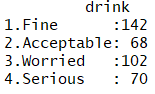 drink
1.Fine      :142
2.Acceptable: 68
3.Worried   :102
4.Serious   : 70